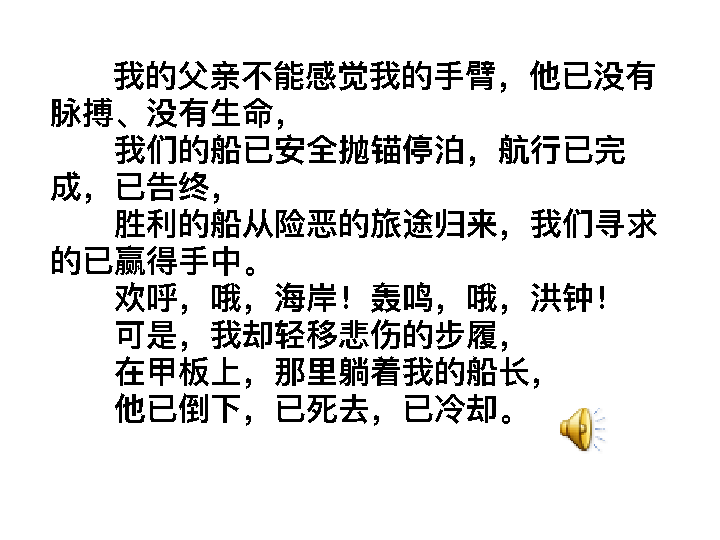 我的父亲不能感觉我的手臂，他已没有
脉搏、没有生命，
我们的船已安全抛锚停泊，航行已完
成，已告终，
胜利的船从险恶的旅途归来，我们寻求
的已赢得手中。
欢呼，哦，海岸！轰鸣，哦，洪钟！
可是，我却轻移悲伤的步履，
在甲板上，那里躺着我的船长，
他已倒下，已死去，已冷却。